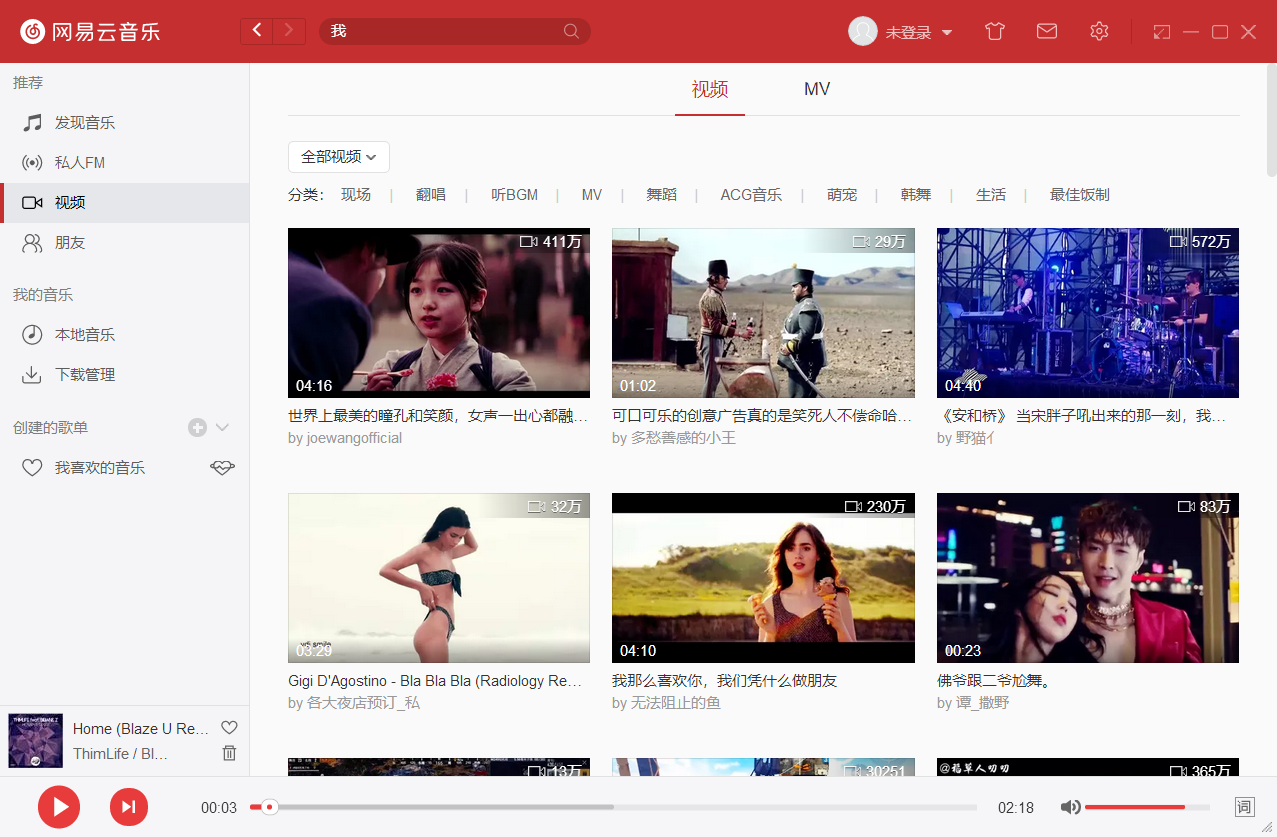 网易云音乐
我
未登录
推荐
发现音乐
私人FM
视频
朋友
我的音乐
本地音乐
下载管理
创建的歌单
我喜欢的音乐
视频 MV
全部视频
分类： 现场 | 翻唱 | 听BGM | MV | 舞蹈 | ACG音乐 | 萌宠 | 韩舞 | 生活 | 最佳饭制
411万 29万 572万
04:16 01:02 04:40
世界上最美的瞳孔和笑颜，女声一出心都融… 可口可乐的创意广告真的是笑死人不偿命哈… 《安和桥》 当宋胖子吼出来的那一刻，我…
by joewangofficial by 多愁善感的小王 by 野猫亻
32万 230万 83万
03:29 04:10 00:23
Gigi D'Agostino - Bla Bla Bla (Radiology Re… 我那么喜欢你，我们凭什么做朋友 佛爷跟二爷尬舞。
by 各大夜店预订_私 by 无法阻止的鱼 by 谭_撒野
13万 30251 365万
@稻草人叨叨
Home (Blaze U Re…
ThimLife / Bl…
00:03 02:18 词